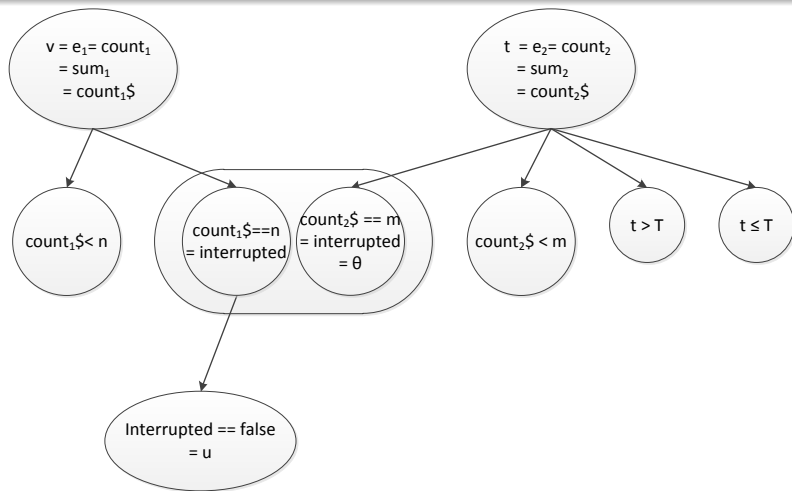 v = e₁= count₁
= sum₁
= count₁$
t = e₂= count₂
= sum₂
= count₂$
count₁$< n
count₁$==n
= interrupted
count₂$ == m
= interrupted
= θ
count₂$ < m
t > T
t ≤ T
Interrupted == false
= u